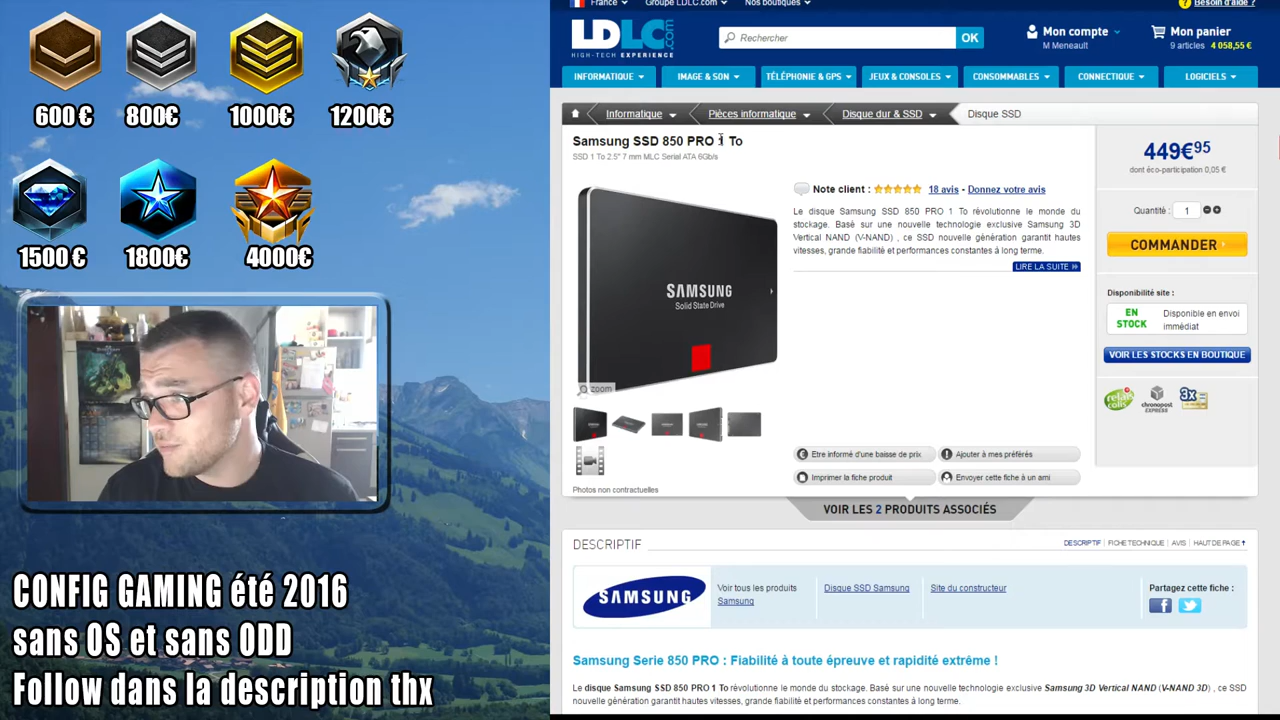 600€
800€
1000€
1200€
1500€
1800€
4000€
CONFIG GAMING été 2016
sans OS et sans ODD
Follow dans la description thx
France
Groupe LDLC.com
Nos boutiques
Besoin d'aide ?
LDLC.com
HIGH-TECH EXPERIENCE
Rechercher
OK
Mon compte
M Meneault
Mon panier
9 articles 4 058,55 €
INFORMATIQUE
IMAGE & SON
TÉLÉPHONIE & GPS
JEUX & CONSOLES
CONSOMMABLES
CONNECTIQUE
LOGICIELS
Informatique
Pièces informatique
Disque dur & SSD
Disque SSD
Samsung SSD 850 PRO 1 To
SSD 1 To 2.5" 7 mm MLC Serial ATA 6Gb/s
SAMSUNG
Solid State Drive
zoom
Photos non contractuelles
Note client :
18 avis - Donnez votre avis
Le disque Samsung SSD 850 PRO 1 To révolutionne le monde du
stockage. Basé sur une nouvelle technologie exclusive Samsung 3D
Vertical NAND (V-NAND) , ce SSD nouvelle génération garantit hautes
vitesses, grande fiabilité et performances constantes à long terme.
LIRE LA SUITE
Etre informé d'une baisse de prix
Ajouter à mes préférés
Imprimer la fiche produit
Envoyer cette fiche à un ami
449€95
dont éco-participation 0,05 €
Quantité : 1
COMMANDER
Disponibilité site :
EN
STOCK
Disponible en envoi
immédiat
VOIR LES STOCKS EN BOUTIQUE
relais
colis
chronopost
EXPRESS
3x
VOIR LES 2 PRODUITS ASSOCIÉS
DESCRIPTIF
DESCRIPTIF
FICHE TECHNIQUE
AVIS
HAUT DE PAGE
SAMSUNG
Voir tous les produits
Samsung
Disque SSD Samsung
Site du constructeur
Partagez cette fiche :
Samsung Serie 850 PRO : Fiabilité à toute épreuve et rapidité extrême !
Le disque Samsung SSD 850 PRO 1 To révolutionne le monde du stockage. Basé sur une nouvelle technologie exclusive Samsung 3D Vertical NAND (V-NAND 3D) , ce SSD
nouvelle génération garantit hautes vitesses, grande fiabilité et performances constantes à long terme.